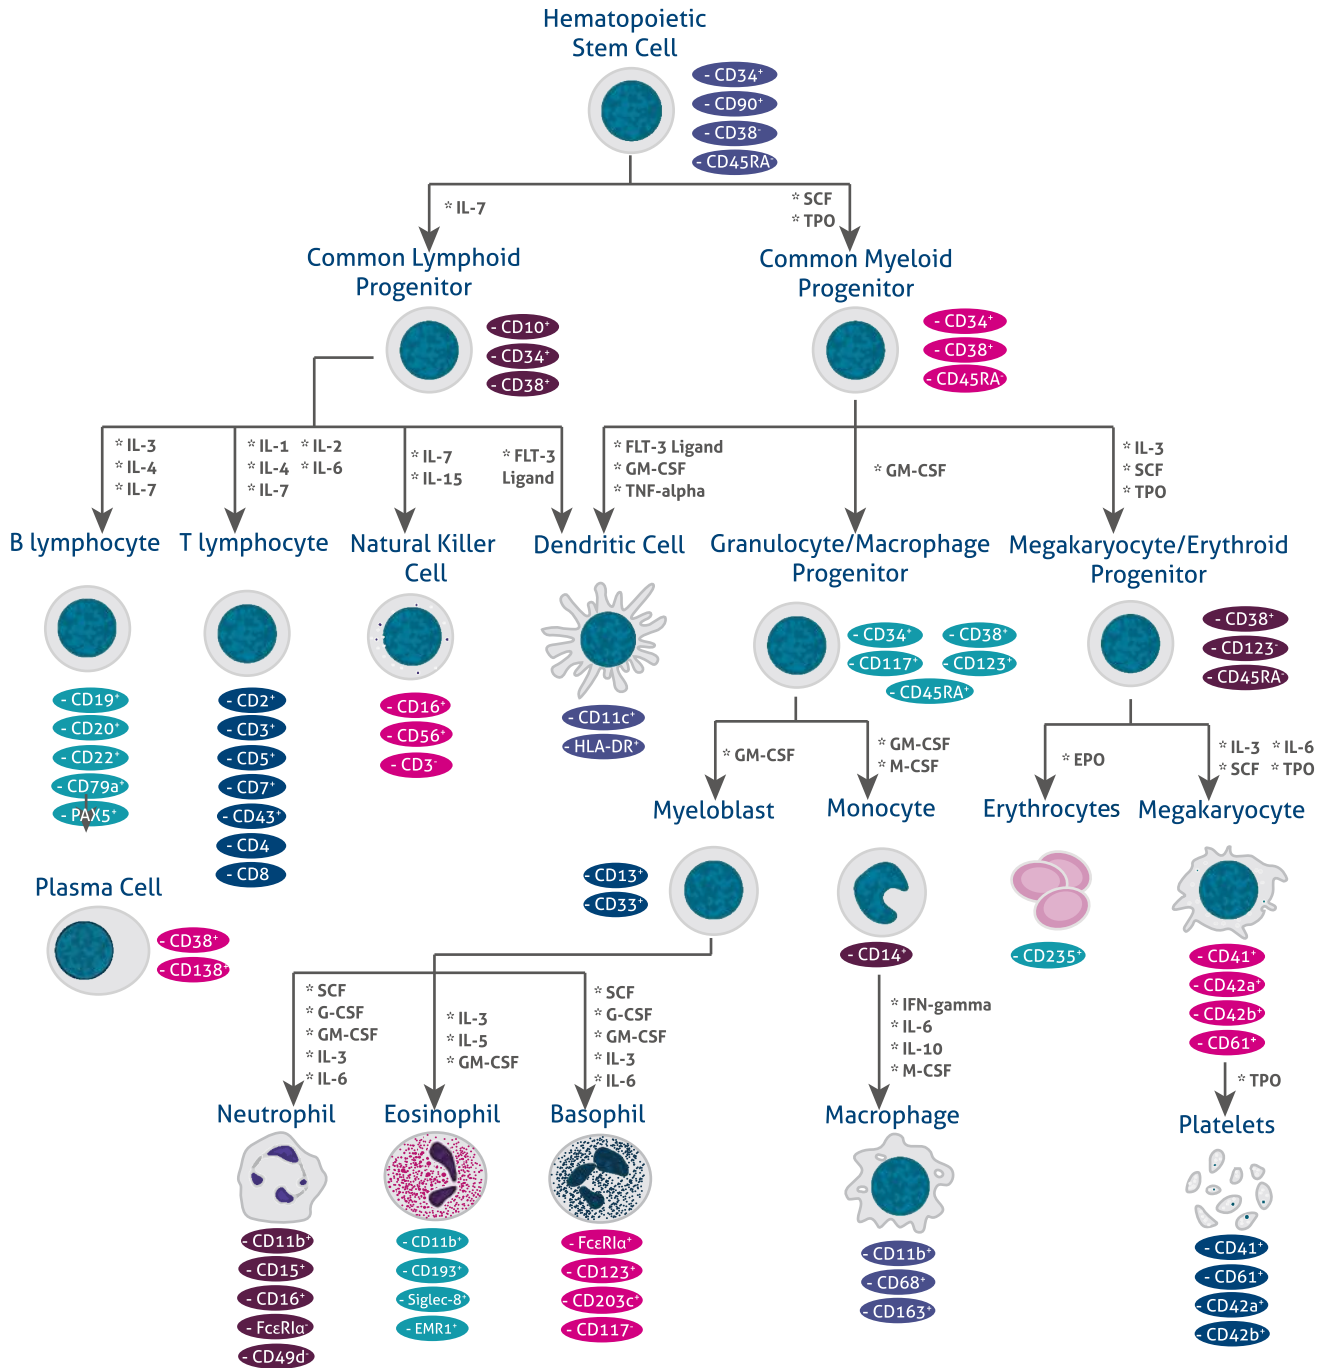 Hematopoietic
Stem Cell
- CD34⁺
- CD90⁺
- CD38⁻
- CD45RA⁻
* IL-7
* SCF
* TPO
Common Lymphoid
Progenitor
- CD10⁺
- CD34⁺
- CD38⁺
Common Myeloid
Progenitor
- CD34⁺
- CD38⁺
- CD45RA⁻
* IL-3
* IL-4
* IL-7
* IL-1 * IL-2
* IL-4 * IL-6
* IL-7
* IL-7
* IL-15
* FLT-3
Ligand
* FLT-3 Ligand
* GM-CSF
* TNF-alpha
* GM-CSF
* IL-3
* SCF
* TPO
B lymphocyte
- CD19⁺
- CD20⁺
- CD22⁺
- CD79a⁺
- PAX5⁺
T lymphocyte
- CD2⁺
- CD3⁺
- CD5⁺
- CD7⁺
- CD43⁺
- CD4
- CD8
Natural Killer
Cell
- CD16⁺
- CD56⁺
- CD3⁻
Dendritic Cell
- CD11c⁺
- HLA-DR⁺
Granulocyte/Macrophage
Progenitor
- CD34⁺ - CD38⁺
- CD117⁺ - CD123⁺
- CD45RA⁺
Megakaryocyte/Erythroid
Progenitor
- CD38⁺
- CD123⁻
- CD45RA⁻
* GM-CSF
* GM-CSF
* M-CSF
* EPO
* IL-3 * IL-6
* SCF * TPO
Plasma Cell
- CD38⁺
- CD138⁺
Myeloblast
- CD13⁺
- CD33⁺
Monocyte
- CD14⁺
Erythrocytes
- CD235⁺
Megakaryocyte
- CD41⁺
- CD42a⁺
- CD42b⁺
- CD61⁺
* SCF
* G-CSF
* GM-CSF
* IL-3
* IL-6
* IL-3
* IL-5
* GM-CSF
* SCF
* G-CSF
* GM-CSF
* IL-3
* IL-6
* IFN-gamma
* IL-6
* IL-10
* M-CSF
* TPO
Neutrophil
- CD11b⁺
- CD15⁺
- CD16⁺
- FcεRIα⁻
- CD49d⁻
Eosinophil
- CD11b⁺
- CD193⁺
- Siglec-8⁺
- EMR1⁺
Basophil
- FcεRIα⁺
- CD123⁺
- CD203c⁺
- CD117⁻
Macrophage
- CD11b⁺
- CD68⁺
- CD163⁺
Platelets
- CD41⁺
- CD61⁺
- CD42a⁺
- CD42b⁺